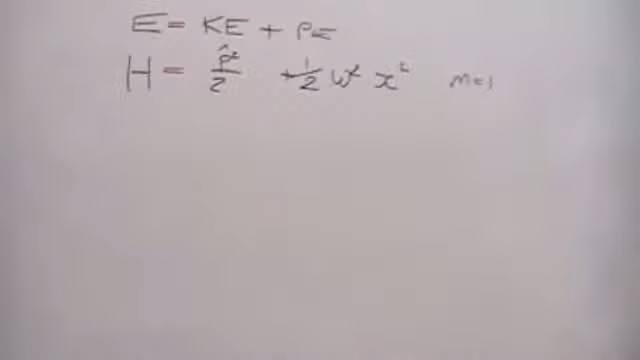 E = KE + PE
H = p̂²/2 + 1/2 ω² x² m=1